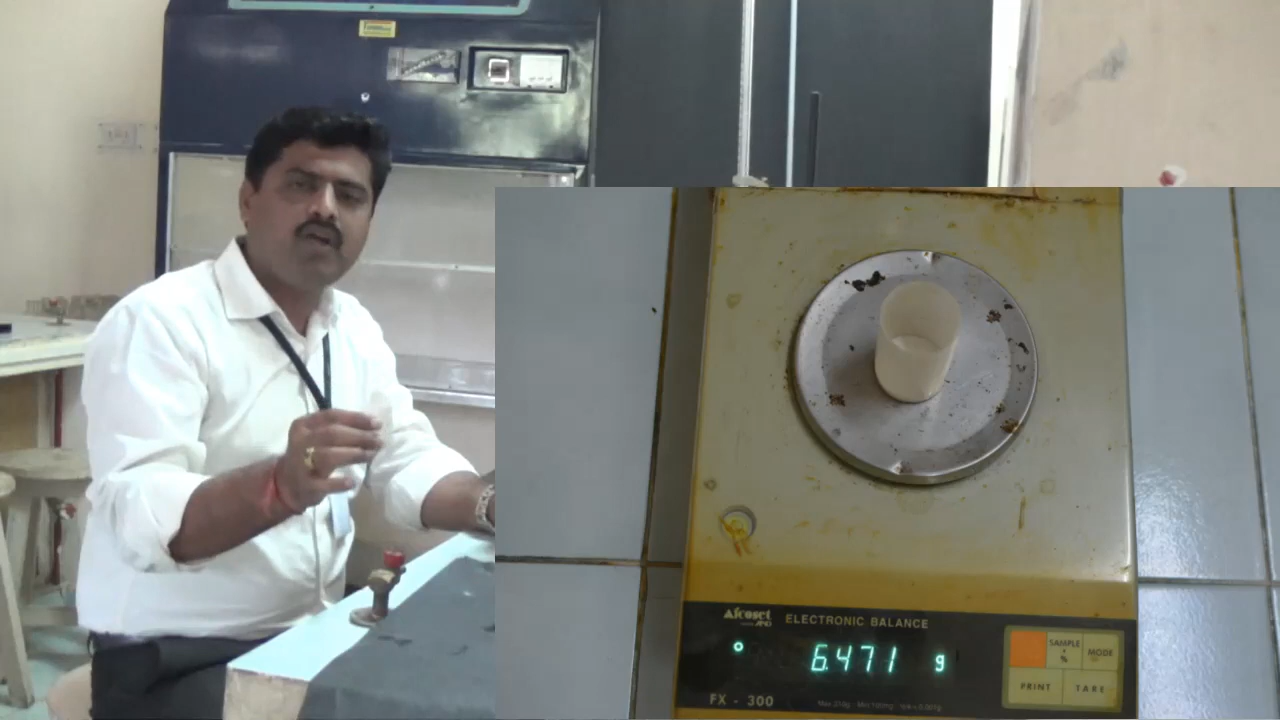 Afcoset
ELECTRONIC BALANCE
6.471 g
SAMPLE
%
MODE
PRINT
TARE
FX - 300